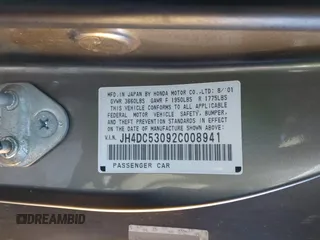 MFD. IN JAPAN BY HONDA MOTOR CO.,LTD. 8/'01
GVWR 3660LBS GAWR F 1950LBS R 1775LBS
THIS VEHICLE CONFORMS TO ALL APPLICABLE
FEDERAL MOTOR VEHICLE SAFETY, BUMPER,
AND THEFT PREVENTION STANDARDS IN EFFECT
ON THE DATE OF MANUFACTURE SHOWN ABOVE.
V.I.N. JH4DC53092C008941
PASSENGER CAR
DREAMBID